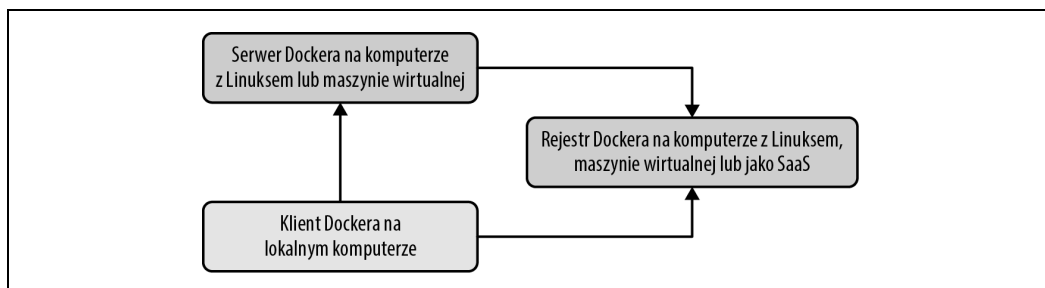 Serwer Dockera na komputerze
z Linuksem lub maszynie wirtualnej
Rejestr Dockera na komputerze z Linuksem,
maszynie wirtualnej lub jako SaaS
Klient Dockera na
lokalnym komputerze